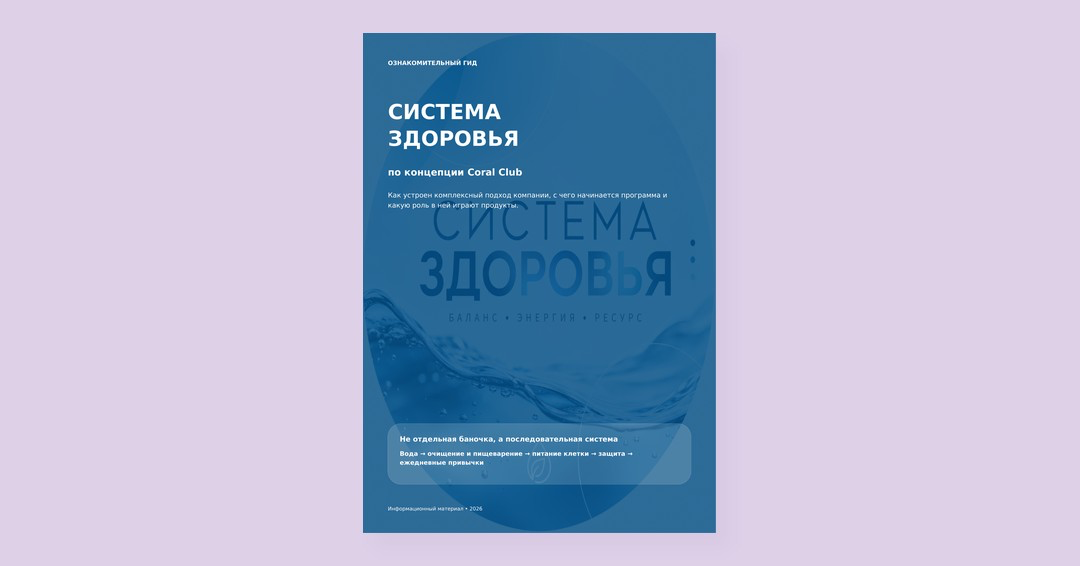 ОЗНАКОМИТЕЛЬНЫЙ ГИД
СИСТЕМА
ЗДОРОВЬЯ
по концепции Coral Club
Как устроен комплексный подход компании, с чего начинается программа и
какую роль в ней играют продукты.
СИСТЕМА
ЗДОРОВЬЯ
БАЛАНС • ЭНЕРГИЯ • РЕСУРС
Не отдельная баночка, а последовательная система
Вода → очищение и пищеварение → питание клетки → защита →
ежедневные привычки
Информационный материал • 2026